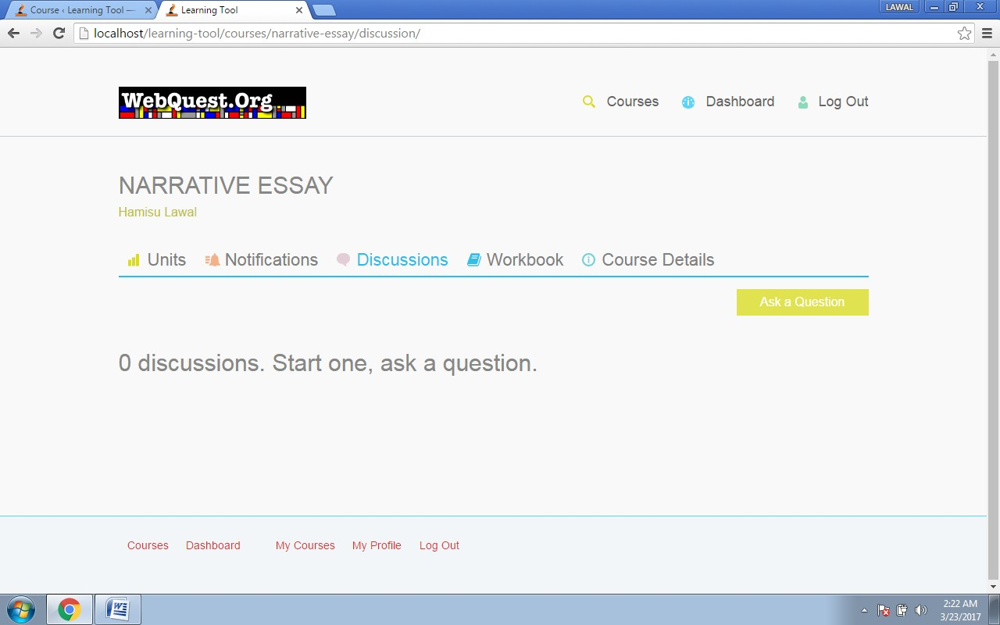 Course ‹ Learning Tool —
Learning Tool
LAWAL
localhost/learning-tool/courses/narrative-essay/discussion/
WebQuest.Org
Courses
Dashboard
Log Out
NARRATIVE ESSAY
Hamisu Lawal
Units
Notifications
Discussions
Workbook
Course Details
Ask a Question
0 discussions. Start one, ask a question.
Courses
Dashboard
My Courses
My Profile
Log Out
2:22 AM
3/23/2017